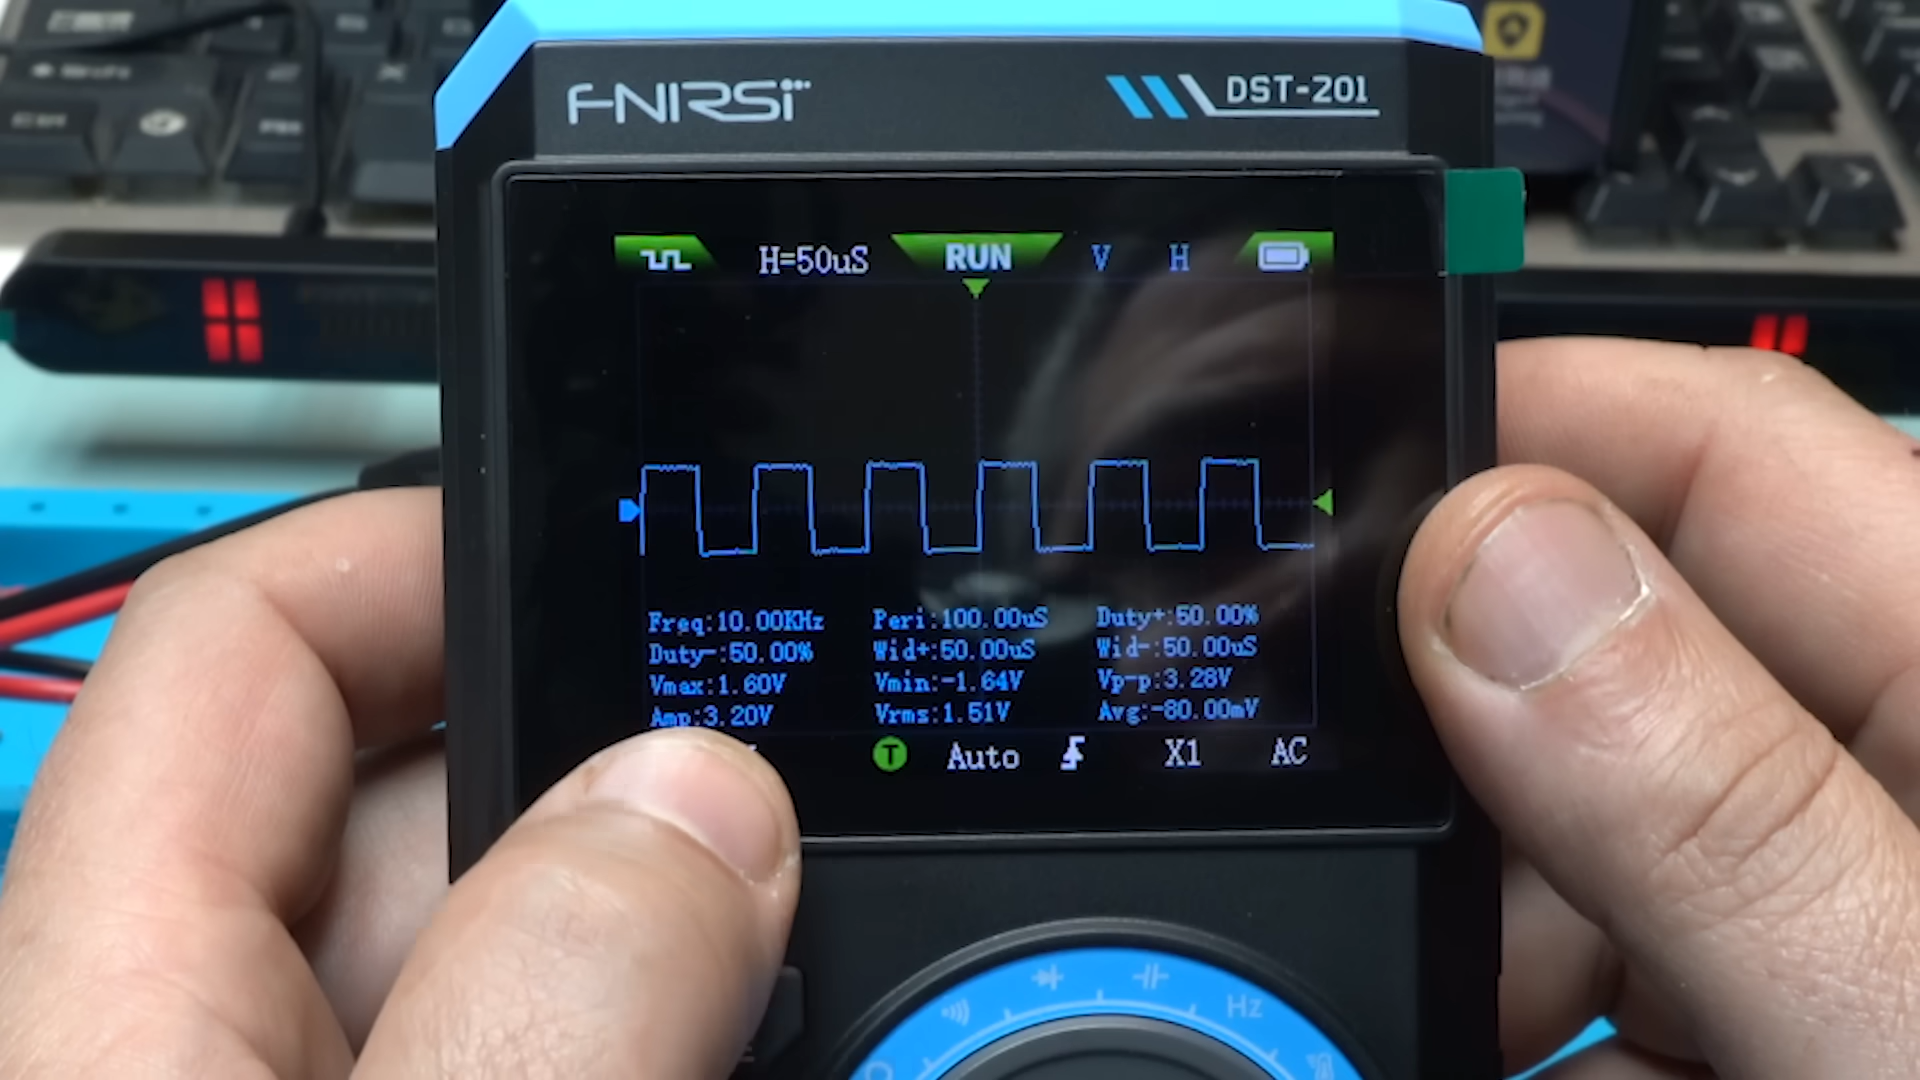 FNIRSI DST-201
H=50uS RUN V H
Freq:10.00KHz Peri:100.00uS Duty+:50.00%
Duty-:50.00% Wid+:50.00uS Wid-:50.00uS
Vmax:1.60V Vmin:-1.64V Vp-p:3.28V
Amp:3.20V Vrms:1.51V Avg:-80.00mV
T Auto X1 AC
Hz